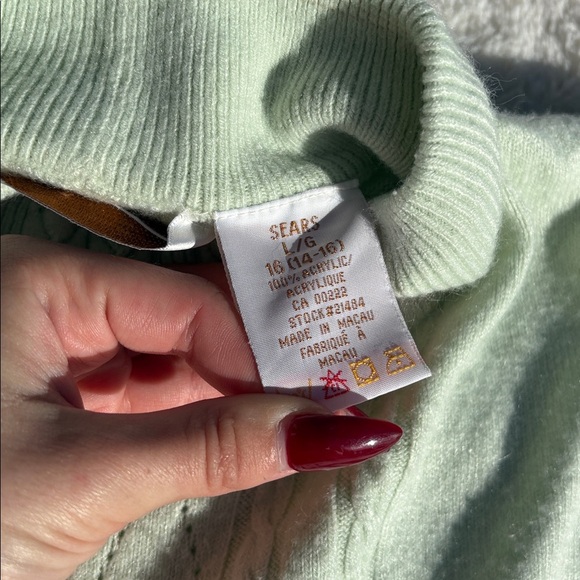 SEARS
L/G
16 (14-16)
100% ACRYLIC/
ACRYLIQUE
CA 00222
STOCK#21484
MADE IN MACAU
FABRIQUÉ À
MACAU